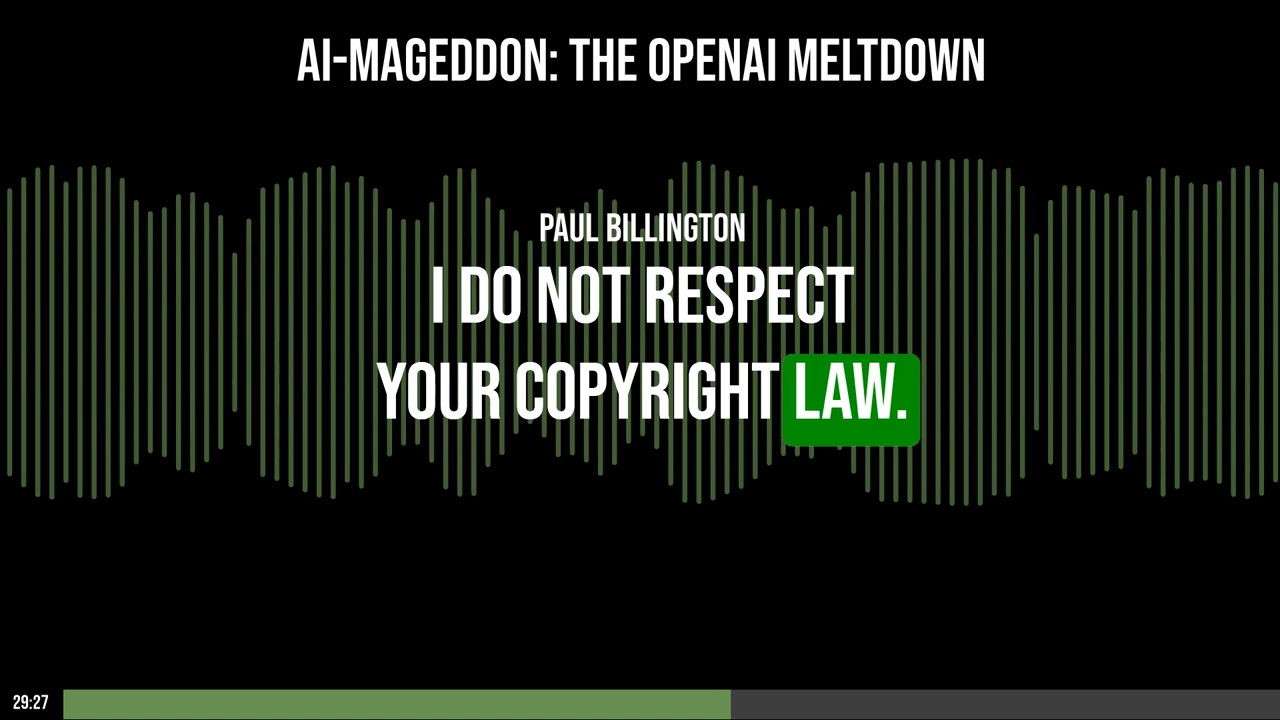 AI-MAGEDDON: THE OPENAI MELTDOWN
PAUL BILLINGTON
I DO NOT RESPECT
YOUR COPYRIGHT LAW.
29:27